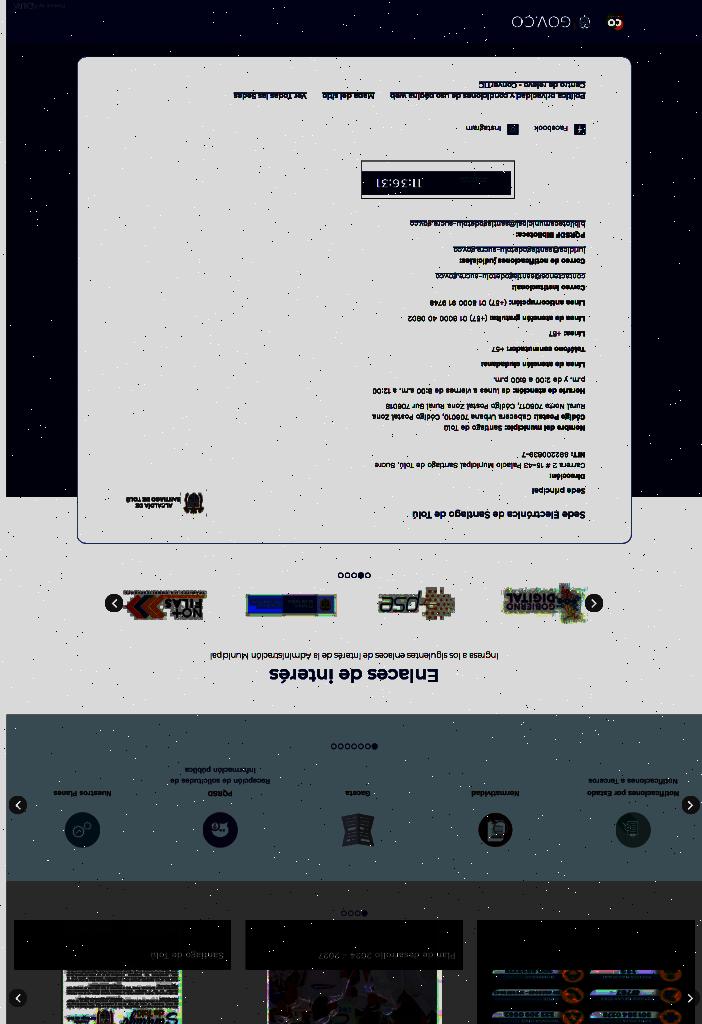 Plan de desarrollo 2024 – 2027
Santiago de Tolú
Notificaciones por Estado
Notificaciones a Terceros
Normatividad
Gaceta
PQRSD
Recepción de solicitudes de
información pública
Nuestros Planes
Enlaces de interés
Ingresa a los siguientes enlaces de interés de la Administración Municipal
GOBIERNO
DIGITAL
pse
NOT
FILAS
Sede Electrónica de Santiago de Tolú
ALCALDÍA DE
SANTIAGO DE TOLÚ
Sede principal
Dirección:
Carrera 2 # 15-43 Palacio Municipal Santiago de Tolú, Sucre
NIT: 892200839-7
Nombre del municipio: Santiago de Tolú
Código Postal: Cabecera Urbana 706010, Código Postal Zona
Rural Norte 706017, Código Postal Zona Rural Sur 706018
Horario de atención: de lunes a viernes de 8:00 a.m. a 12:00
p.m. y de 2:00 a 6:00 p.m.
Línea de atención ciudadana:
Teléfono conmutador: +57
Línea: +57
Línea de atención gratuita: (+57) 01 8000 40 0802
Línea anticorrupción: (+57) 01 8000 91 9748
Correo institucional:
contactenos@santiagodetolu-sucre.gov.co
Correo de notificaciones judiciales:
juridica@santiagodetolu-sucre.gov.co
PQRSDF Biblioteca:
bibliotecamunicipal@santiagodetolu-sucre.gov.co
11:36:31
Facebook
Instagram
Política privacidad y condiciones de uso página web
Mapa del sitio
Ver Todas las Sedes
Centro de relevo - ConverTIC
CO
GOV.CO